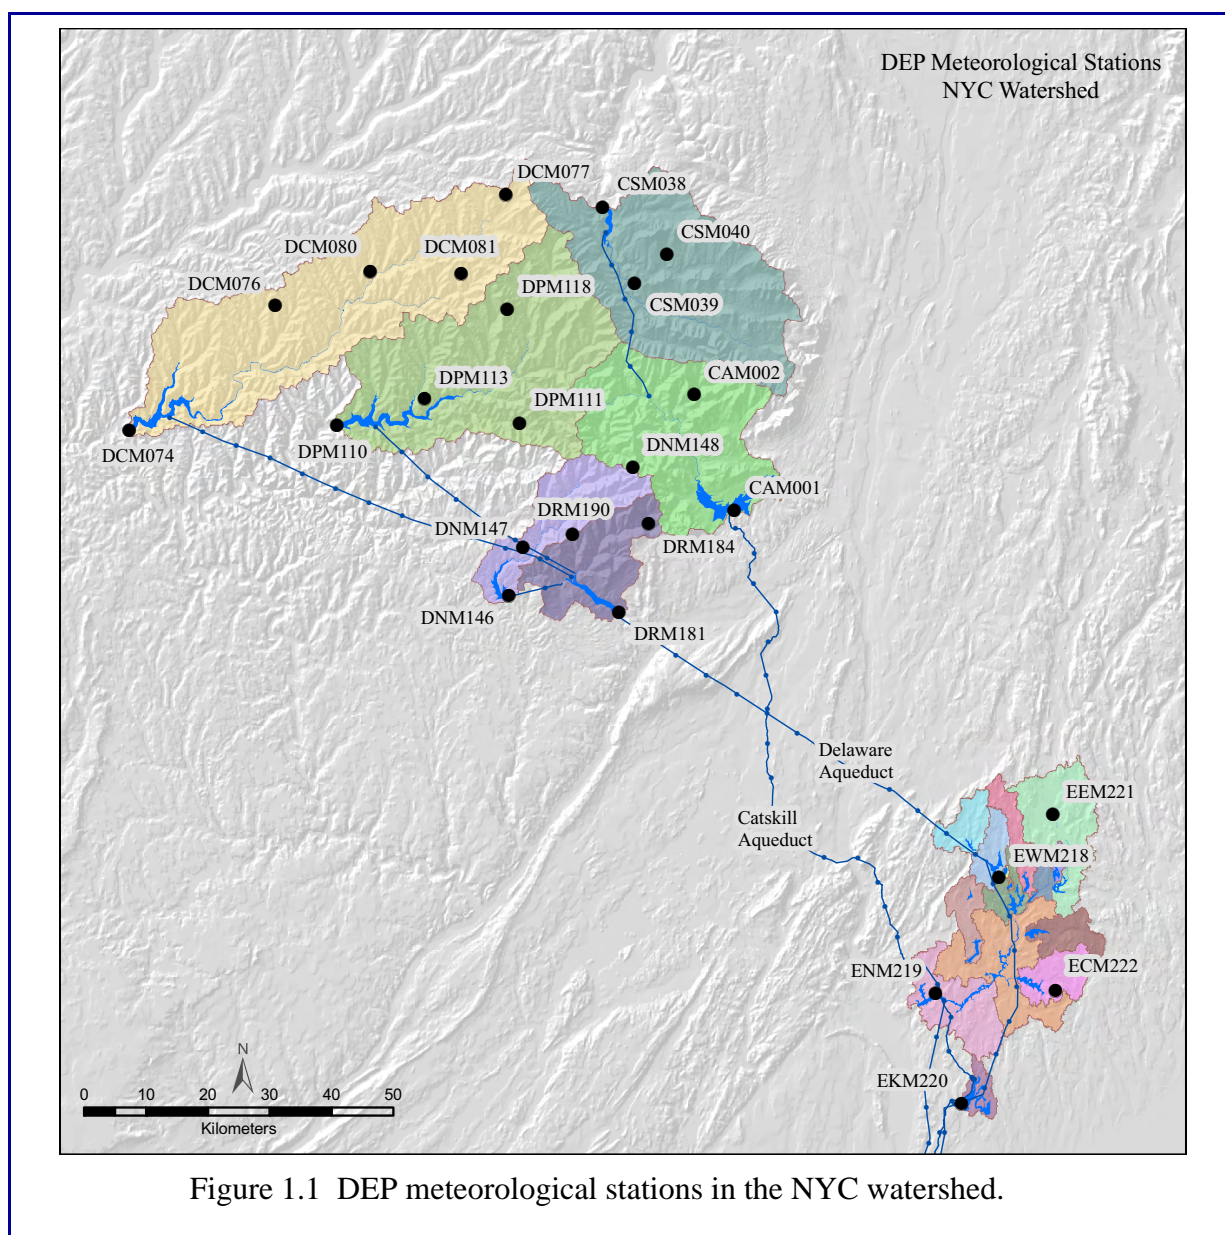 DEP Meteorological Stations
NYC Watershed
DCM077
CSM038
CSM040
DCM080
DCM081
DCM076
DPM118
CSM039
DPM113
CAM002
DPM111
DCM074
DPM110
DNM148
CAM001
DNM147
DRM190
DRM184
DNM146
DRM181
Delaware
Aqueduct
Catskill
Aqueduct
EEM221
EWM218
ENM219
ECM222
EKM220
N
0 10 20 30 40 50
Kilometers
Figure 1.1 DEP meteorological stations in the NYC watershed.